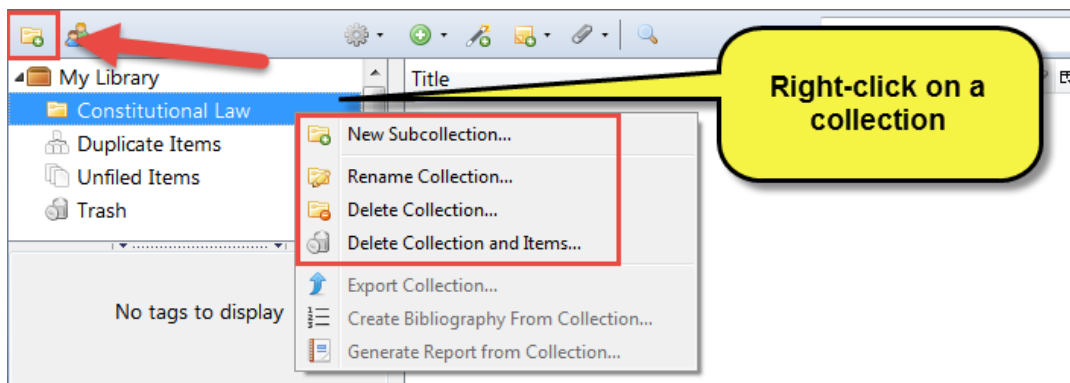 My Library
Title
Constitutional Law
Duplicate Items
Unfiled Items
Trash
No tags to display
New Subcollection...
Rename Collection...
Delete Collection...
Delete Collection and Items...
Export Collection...
Create Bibliography From Collection...
Generate Report from Collection...
Right-click on a
collection